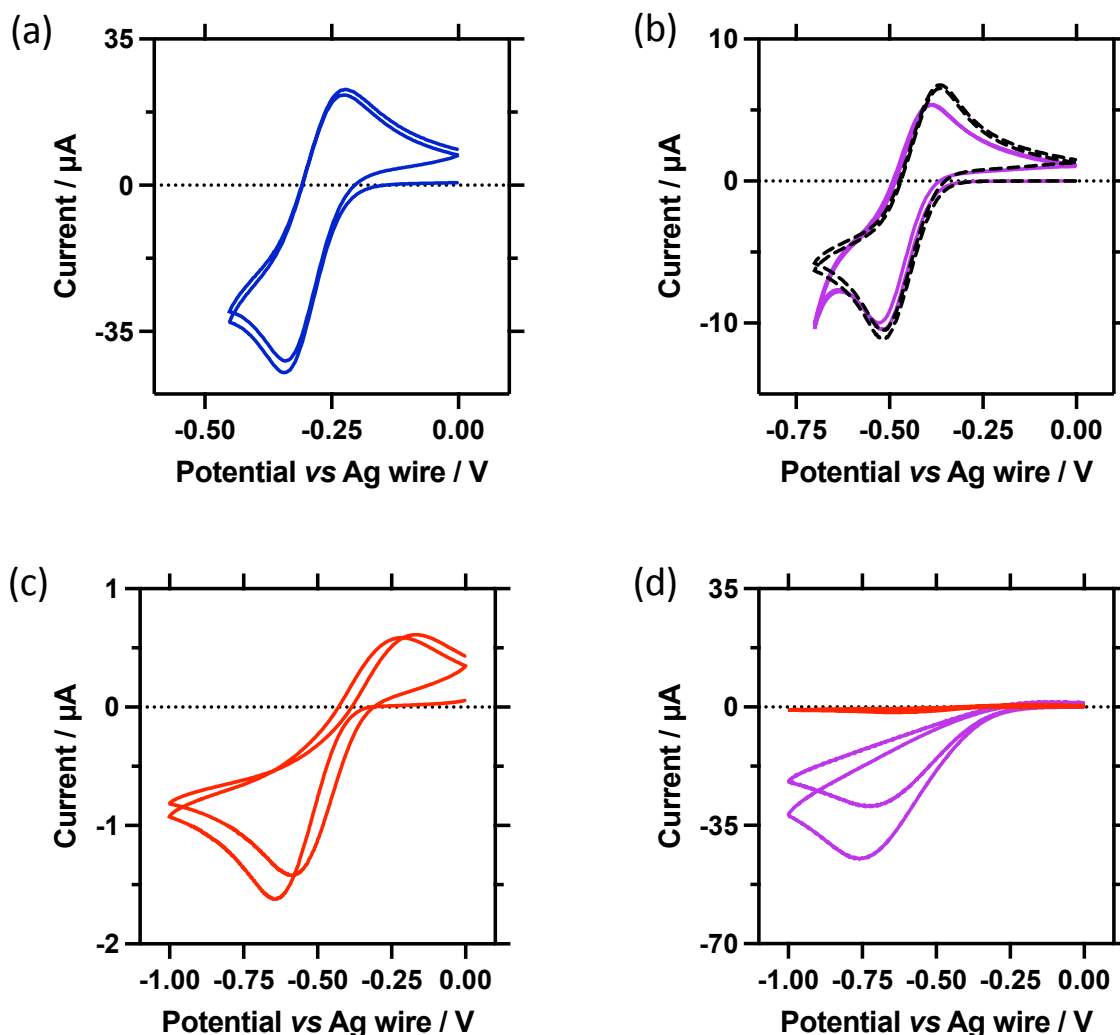 (a)
35
0
-35
Current / µA
-0.50 -0.25 0.00
Potential vs Ag wire / V
(b)
10
0
-10
Current / µA
-0.75 -0.50 -0.25 0.00
Potential vs Ag wire / V
(c)
1
0
-1
-2
Current / µA
-1.00 -0.75 -0.50 -0.25 0.00
Potential vs Ag wire / V
(d)
35
0
-35
-70
Current / µA
-1.00 -0.75 -0.50 -0.25 0.00
Potential vs Ag wire / V